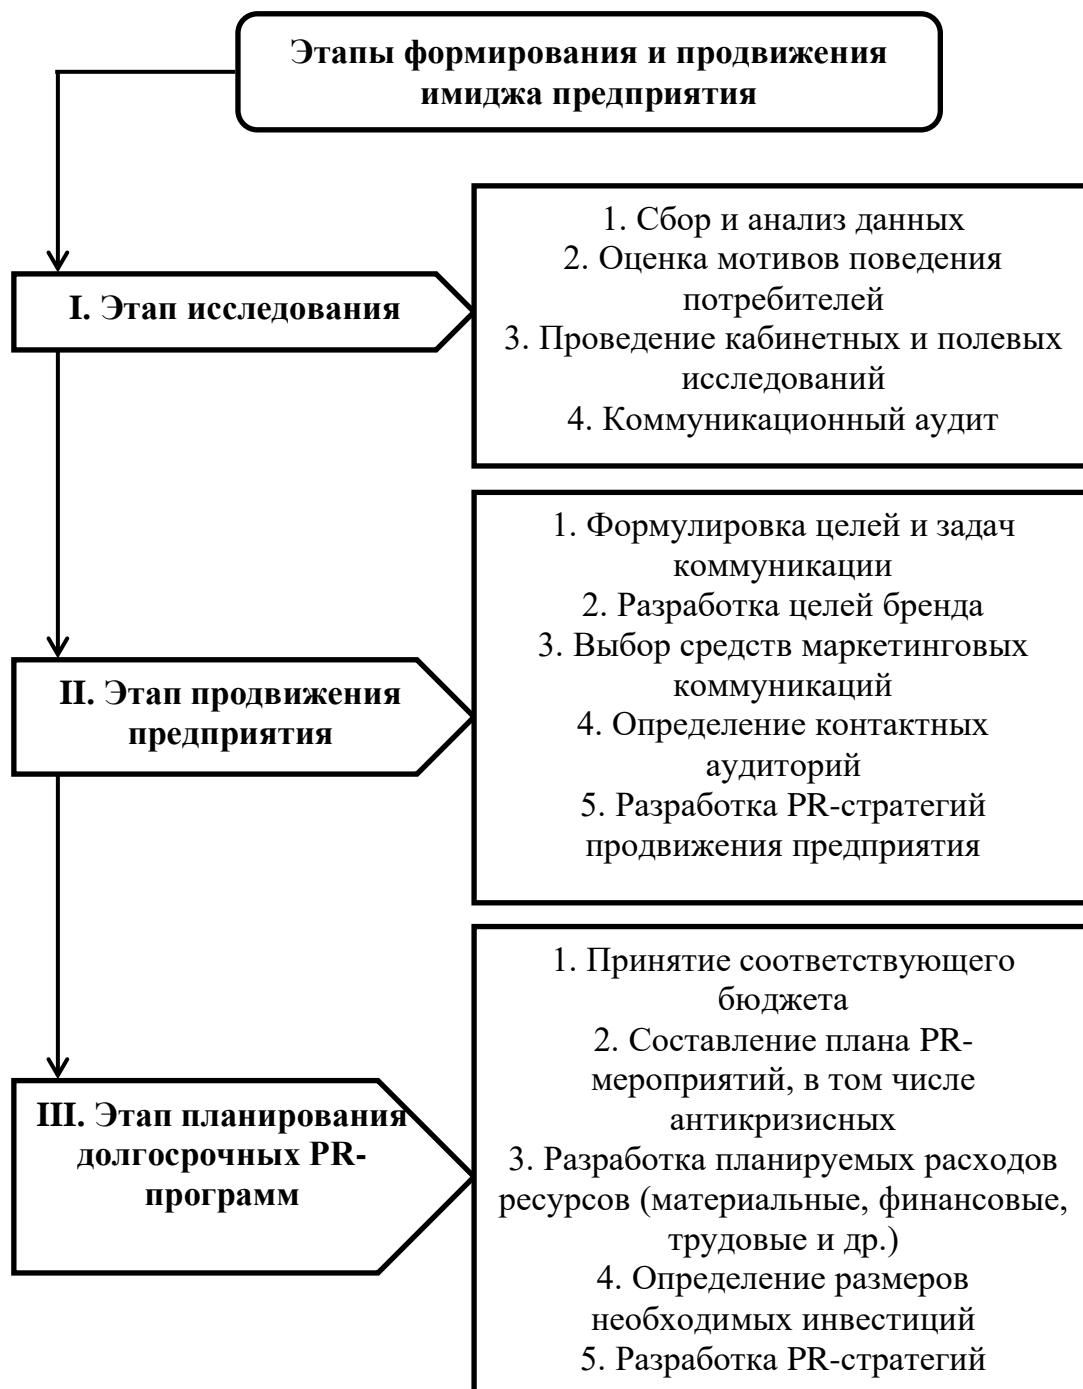 Этапы формирования и продвижения
имиджа предприятия
I. Этап исследования
1. Сбор и анализ данных
2. Оценка мотивов поведения
потребителей
3. Проведение кабинетных и полевых
исследований
4. Коммуникационный аудит
II. Этап продвижения
предприятия
1. Формулировка целей и задач
коммуникации
2. Разработка целей бренда
3. Выбор средств маркетинговых
коммуникаций
4. Определение контактных
аудиторий
5. Разработка PR-стратегий
продвижения предприятия
III. Этап планирования
долгосрочных PR-
программ
1. Принятие соответствующего
бюджета
2. Составление плана PR-
мероприятий, в том числе
антикризисных
3. Разработка планируемых расходов
ресурсов (материальные, финансовые,
трудовые и др.)
4. Определение размеров
необходимых инвестиций
5. Разработка PR-стратегий